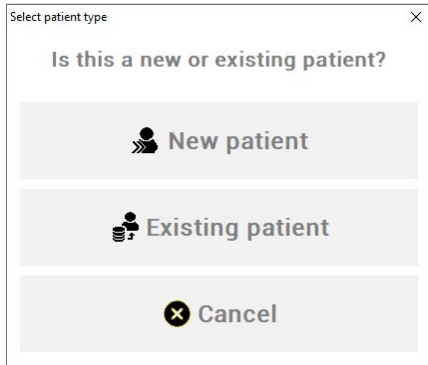 Select patient type
Is this a new or existing patient?
New patient
Existing patient
Cancel